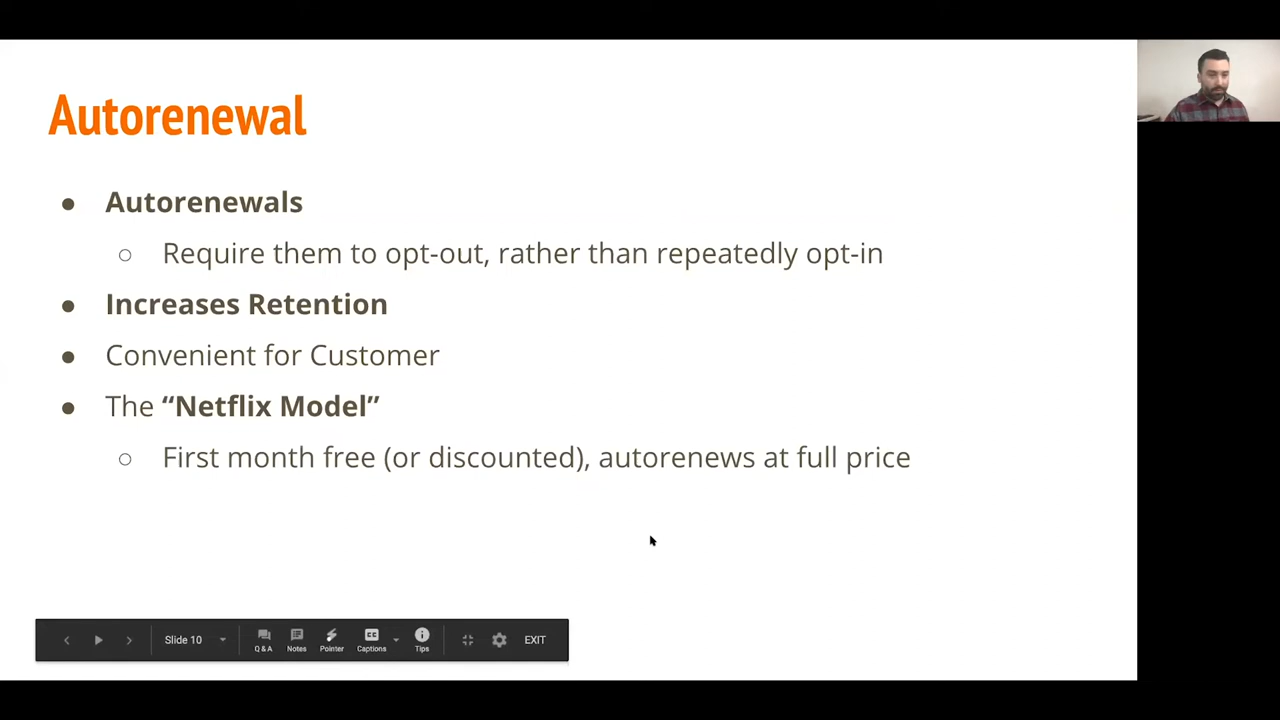 Autorenewal
● Autorenewals
○ Require them to opt-out, rather than repeatedly opt-in
● Increases Retention
● Convenient for Customer
● The “Netflix Model”
○ First month free (or discounted), autorenews at full price
Slide 10
Q & A
Notes
Pointer
CC
Captions
Tips
EXIT